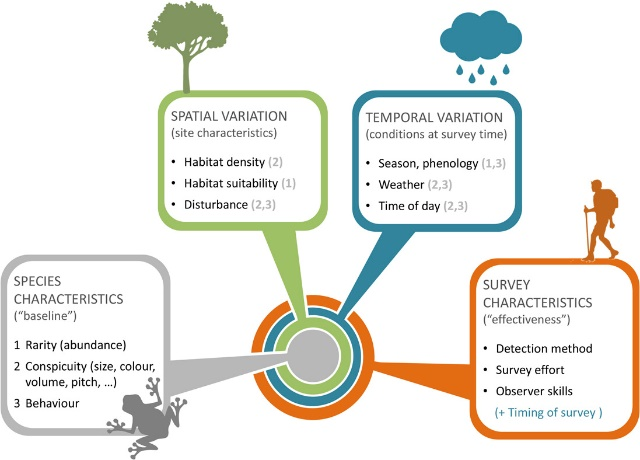 SPATIAL VARIATION
(site characteristics)
• Habitat density (2)
• Habitat suitability (1)
• Disturbance (2,3)
TEMPORAL VARIATION
(conditions at survey time)
• Season, phenology (1,3)
• Weather (2,3)
• Time of day (2,3)
SPECIES
CHARACTERISTICS
(“baseline”)
1 Rarity (abundance)
2 Conspicuity (size, colour,
volume, pitch, ...)
3 Behaviour
SURVEY
CHARACTERISTICS
(“effectiveness”)
• Detection method
• Survey effort
• Observer skills
(+ Timing of survey )